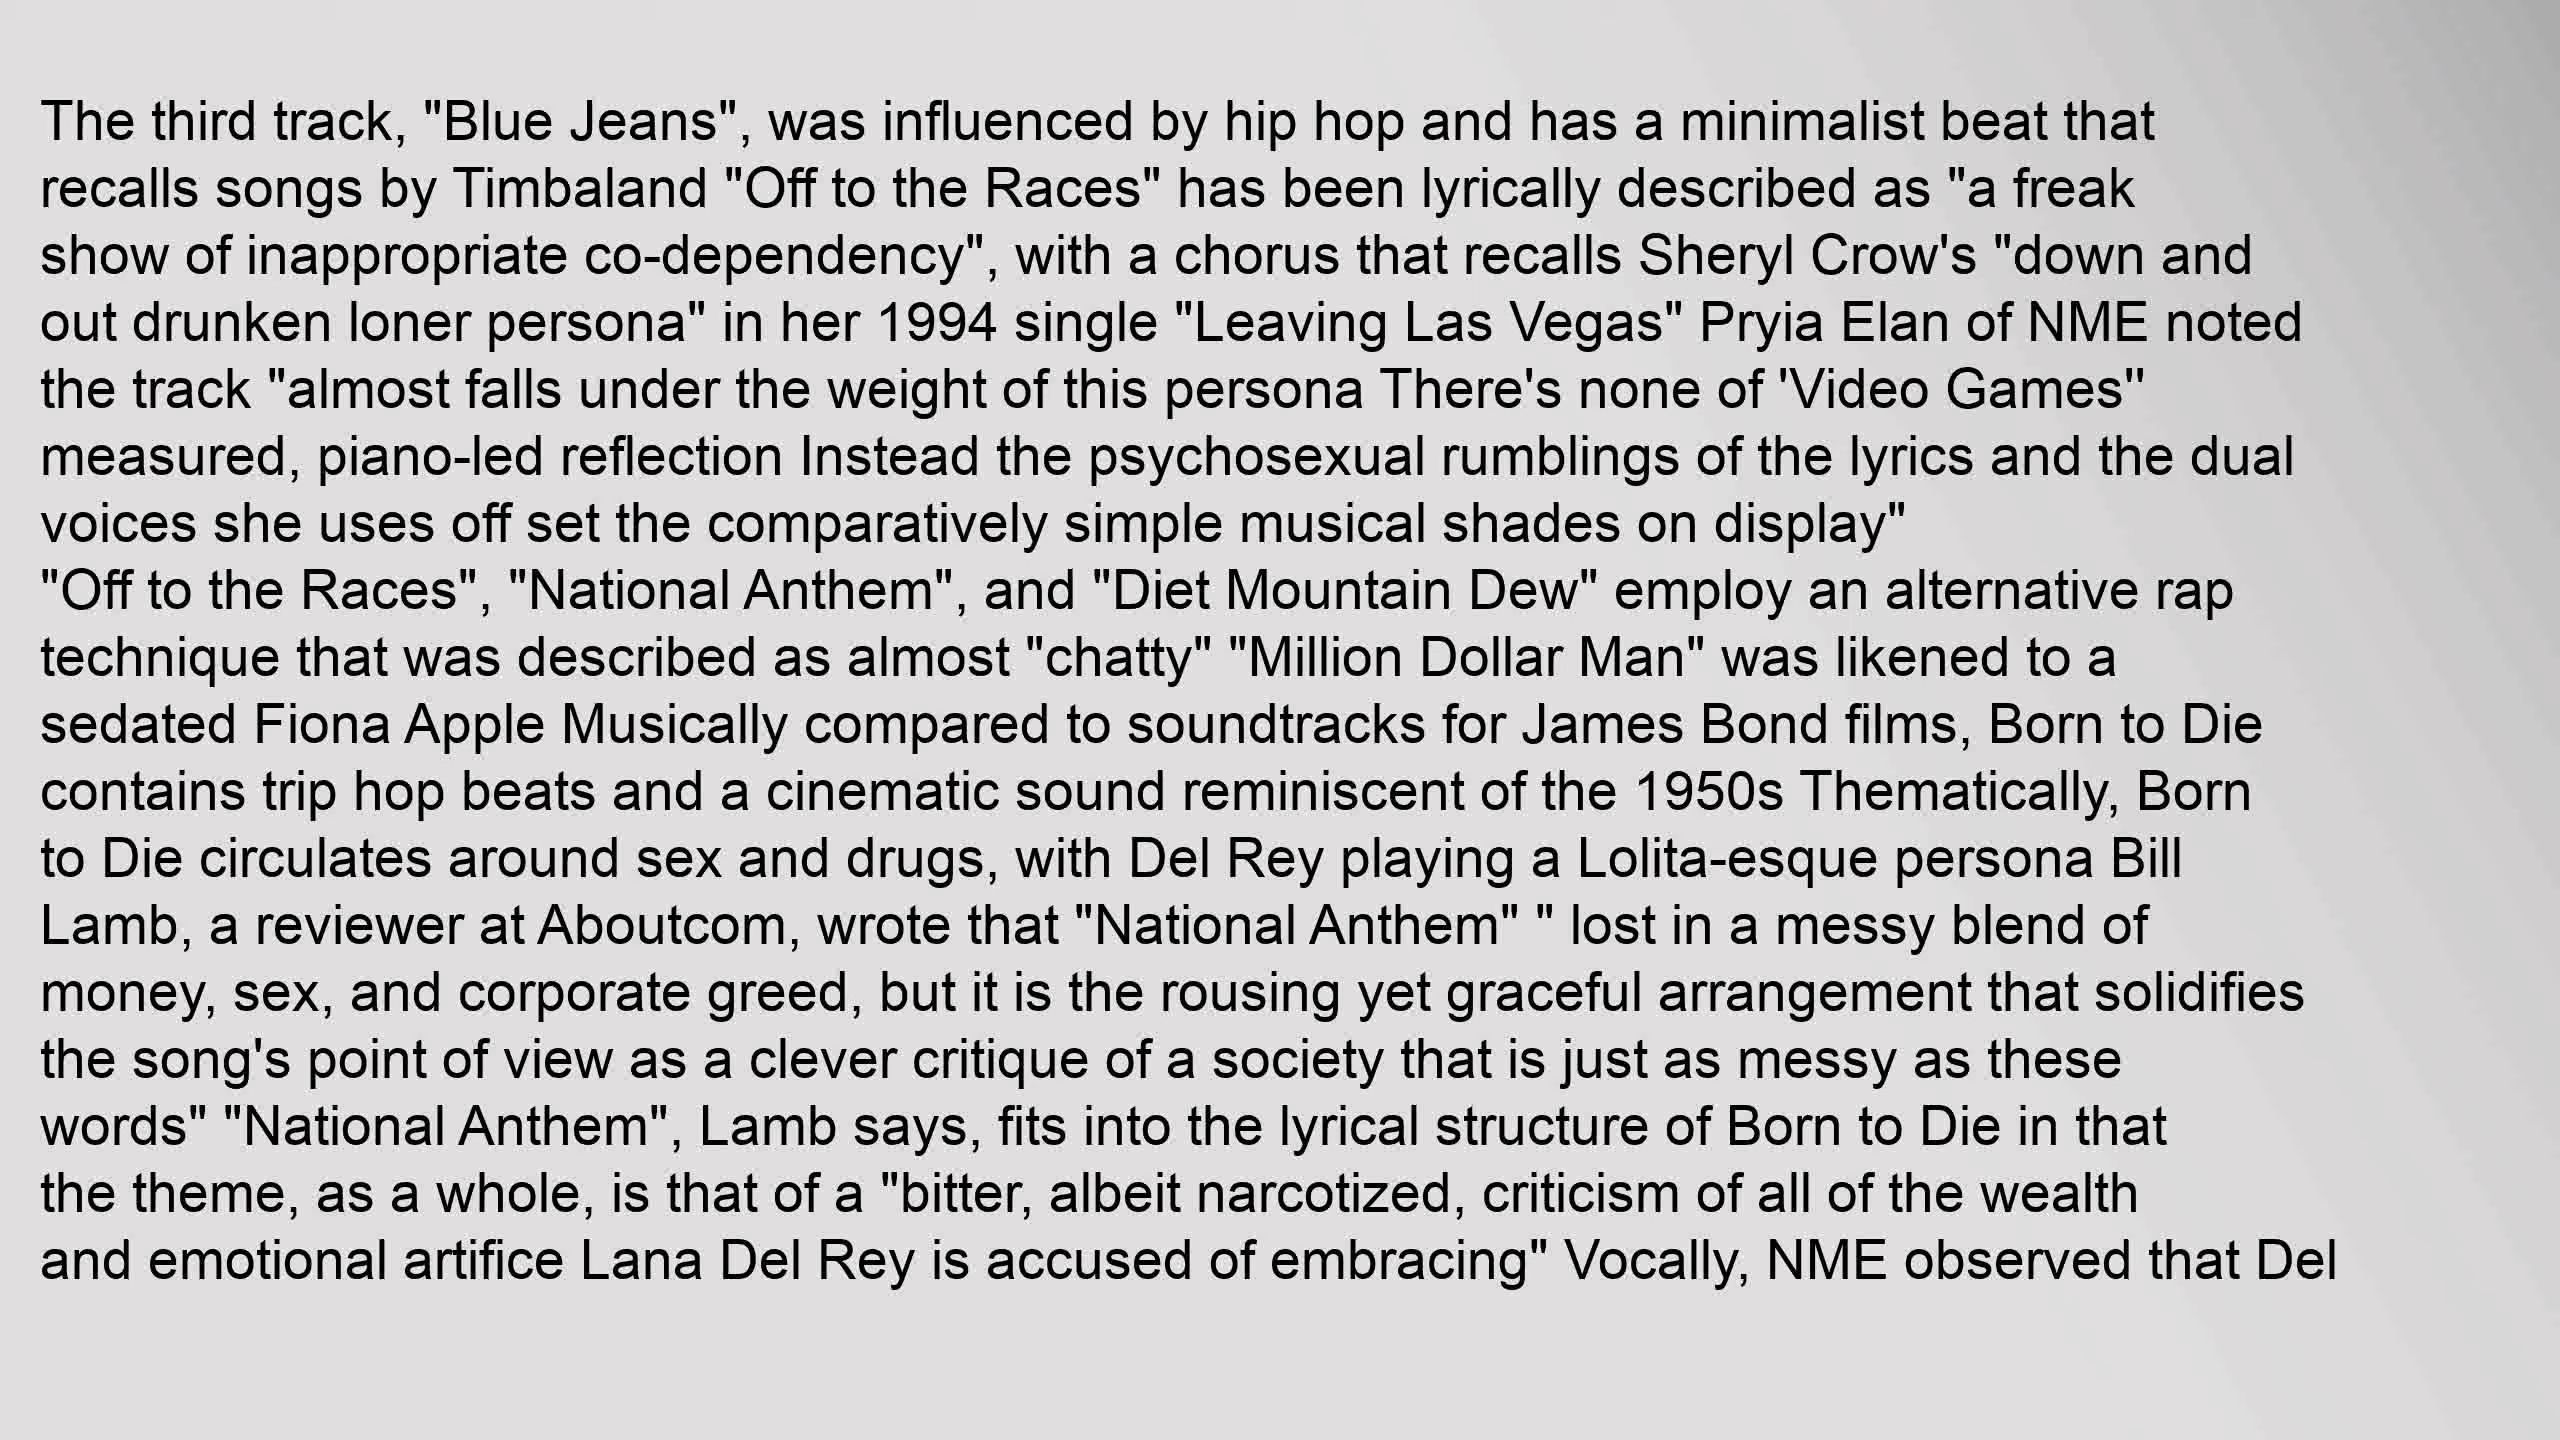 The third track, "Blue Jeans", was influenced by hip hop and has a minimalist beat that
recalls songs by Timbaland "Off to the Races" has been lyrically described as "a freak
show of inappropriate co-dependency", with a chorus that recalls Sheryl Crow's "down and
out drunken loner persona" in her 1994 single "Leaving Las Vegas" Pryia Elan of NME noted
the track "almost falls under the weight of this persona There's none of 'Video Games''
measured, piano-led reflection Instead the psychosexual rumblings of the lyrics and the dual
voices she uses off set the comparatively simple musical shades on display"
"Off to the Races", "National Anthem", and "Diet Mountain Dew" employ an alternative rap
technique that was described as almost "chatty" "Million Dollar Man" was likened to a
sedated Fiona Apple Musically compared to soundtracks for James Bond films, Born to Die
contains trip hop beats and a cinematic sound reminiscent of the 1950s Thematically, Born
to Die circulates around sex and drugs, with Del Rey playing a Lolita-esque persona Bill
Lamb, a reviewer at Aboutcom, wrote that "National Anthem" " lost in a messy blend of
money, sex, and corporate greed, but it is the rousing yet graceful arrangement that solidifies
the song's point of view as a clever critique of a society that is just as messy as these
words" "National Anthem", Lamb says, fits into the lyrical structure of Born to Die in that
the theme, as a whole, is that of a "bitter, albeit narcotized, criticism of all of the wealth
and emotional artifice Lana Del Rey is accused of embracing" Vocally, NME observed that Del